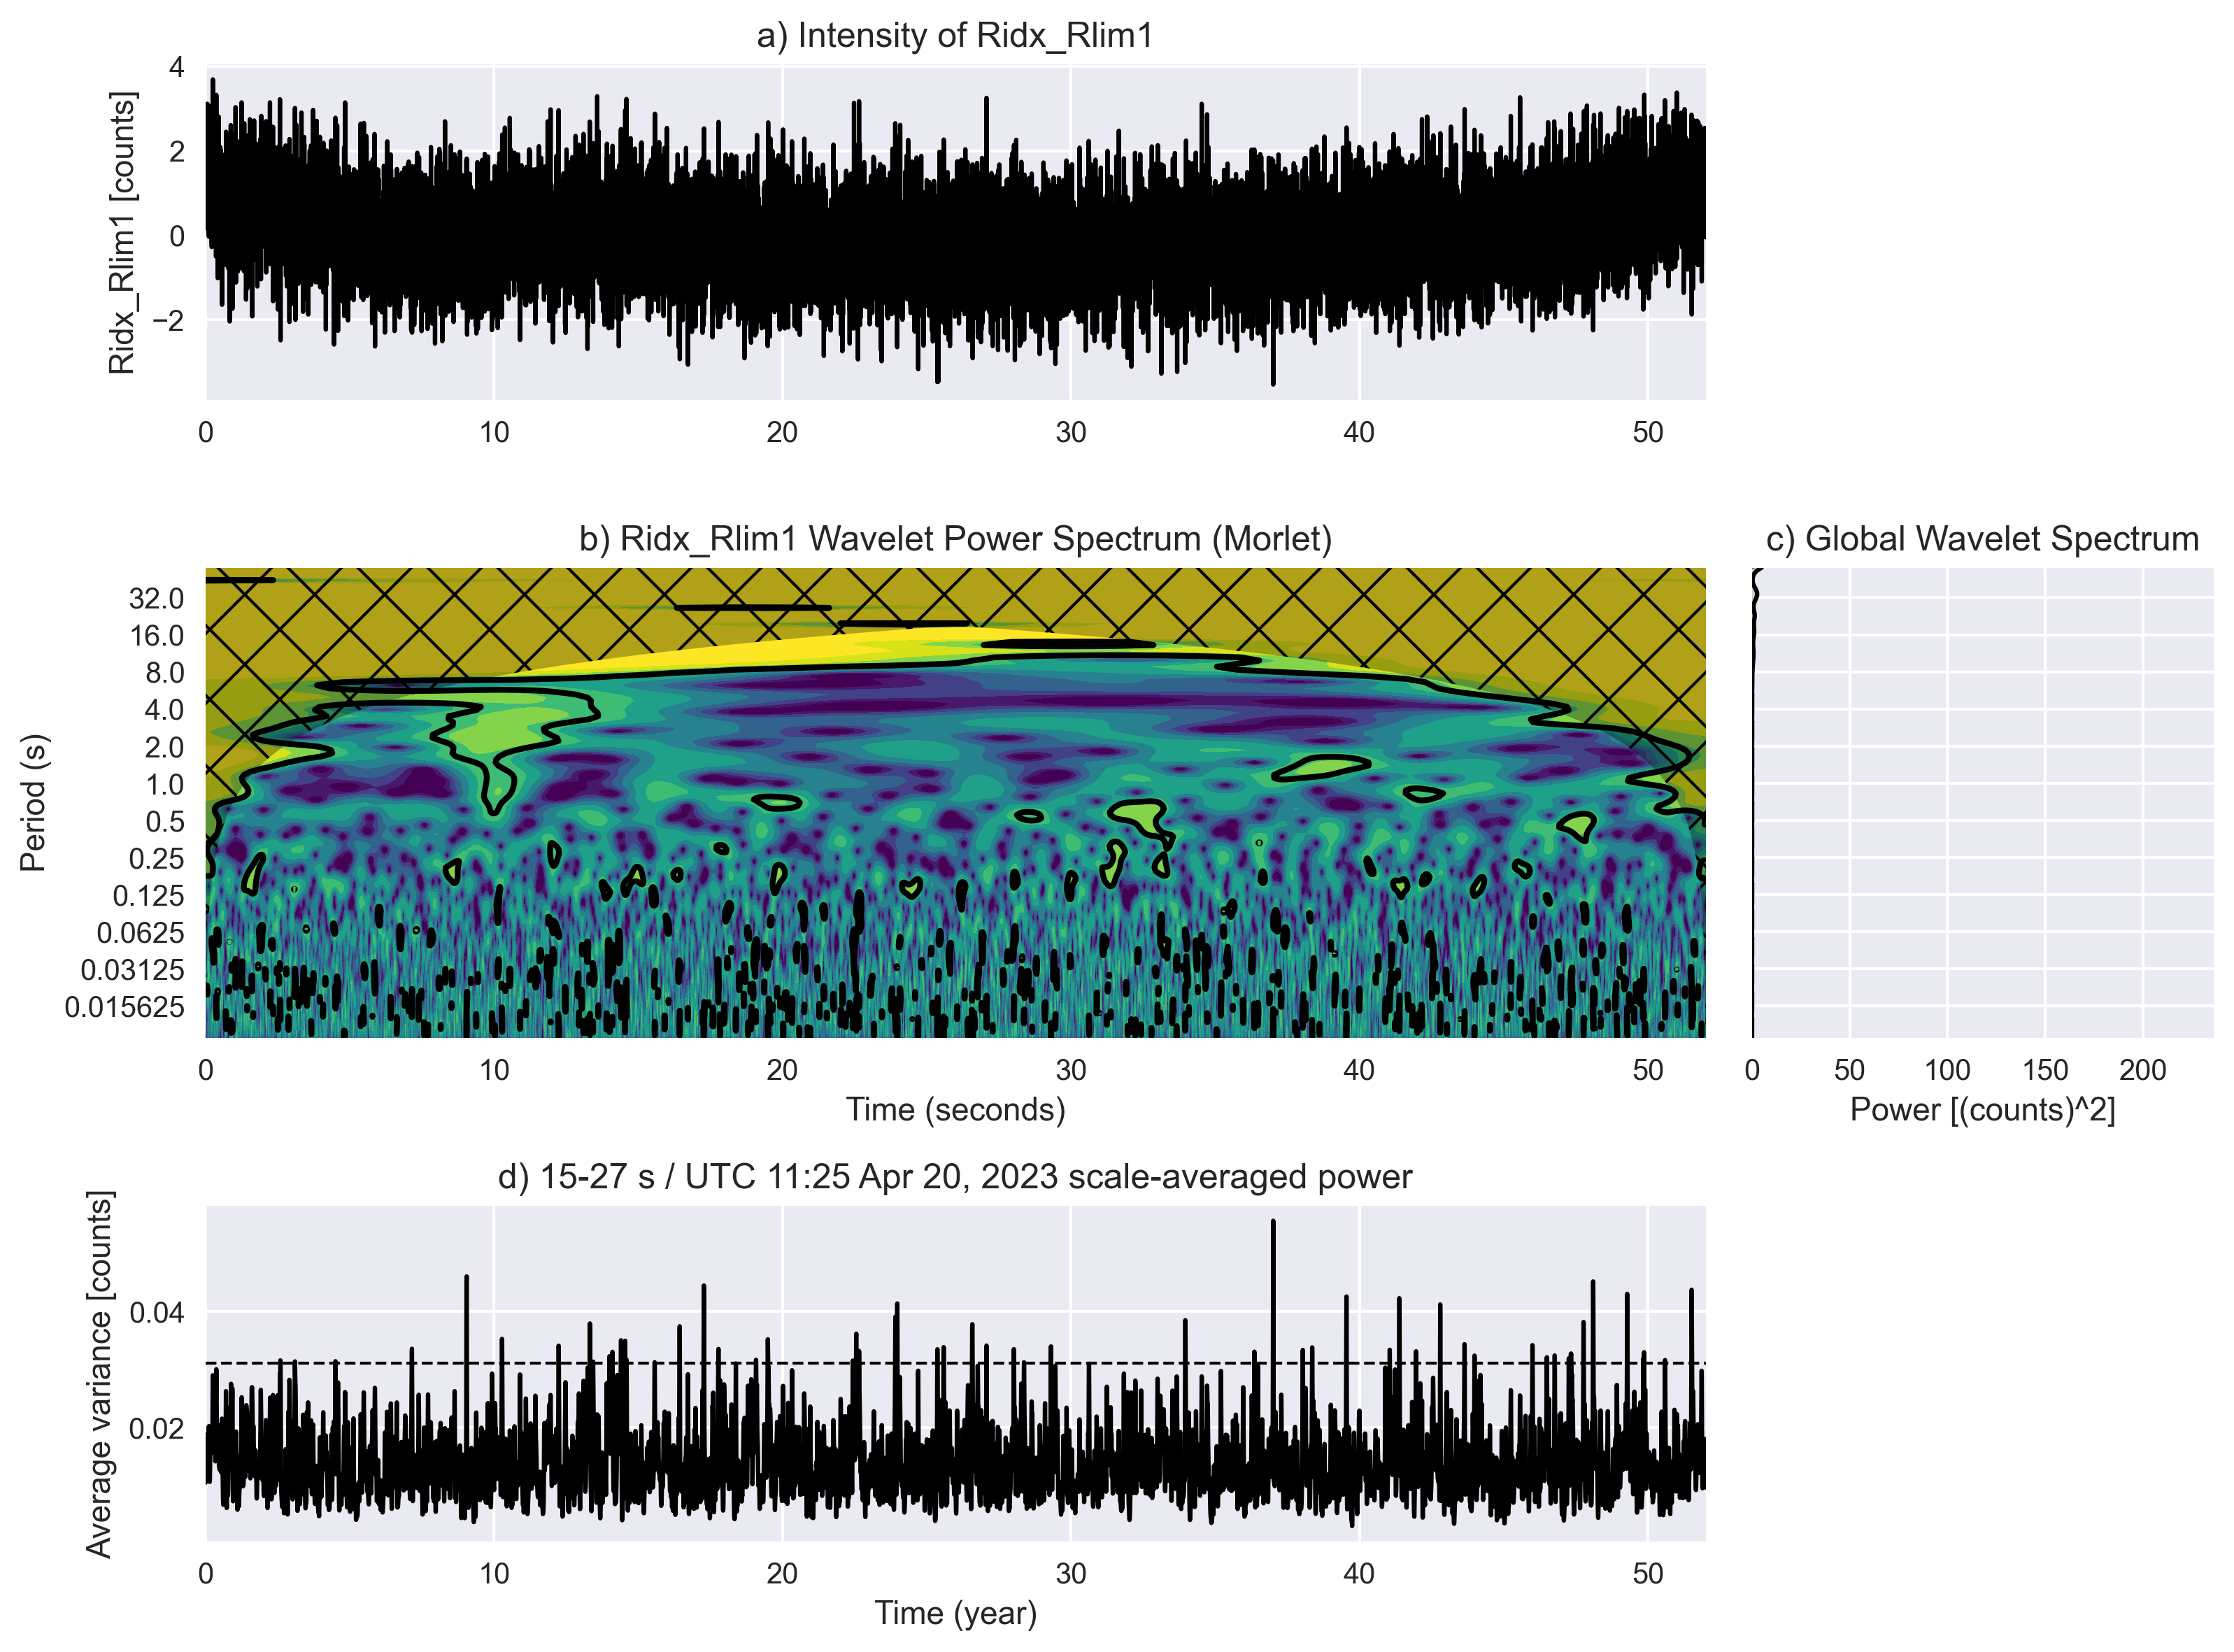 a) Intensity of Ridx_Rlim1
Ridx_Rlim1 [counts]
4
2
0
−2
0 10 20 30 40 50
b) Ridx_Rlim1 Wavelet Power Spectrum (Morlet)
Period (s)
32.0
16.0
8.0
4.0
2.0
1.0
0.5
0.25
0.125
0.0625
0.03125
0.015625
0 10 20 30 40 50
Time (seconds)
c) Global Wavelet Spectrum
0 50 100 150 200
Power [(counts)^2]
d) 15-27 s / UTC 11:25 Apr 20, 2023 scale-averaged power
Average variance [counts]
0.04
0.02
0 10 20 30 40 50
Time (year)